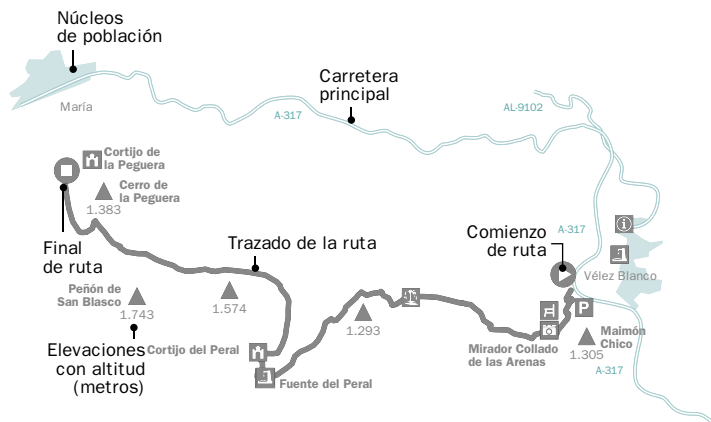 Núcleos
de población
María
Carretera
principal
A-317
AL-9102
Cortijo de
la Peguera
Cerro de
la Peguera
1.383
Final
de ruta
Trazado de la ruta
Comienzo
de ruta
A-317
Vélez Blanco
Peñón de
San Blasco
1.743
1.574
1.293
P
Maimón
Chico
1.305
Elevaciones
con altitud
(metros)
Cortijo del Peral
Mirador Collado
de las Arenas
Fuente del Peral
A-317
i